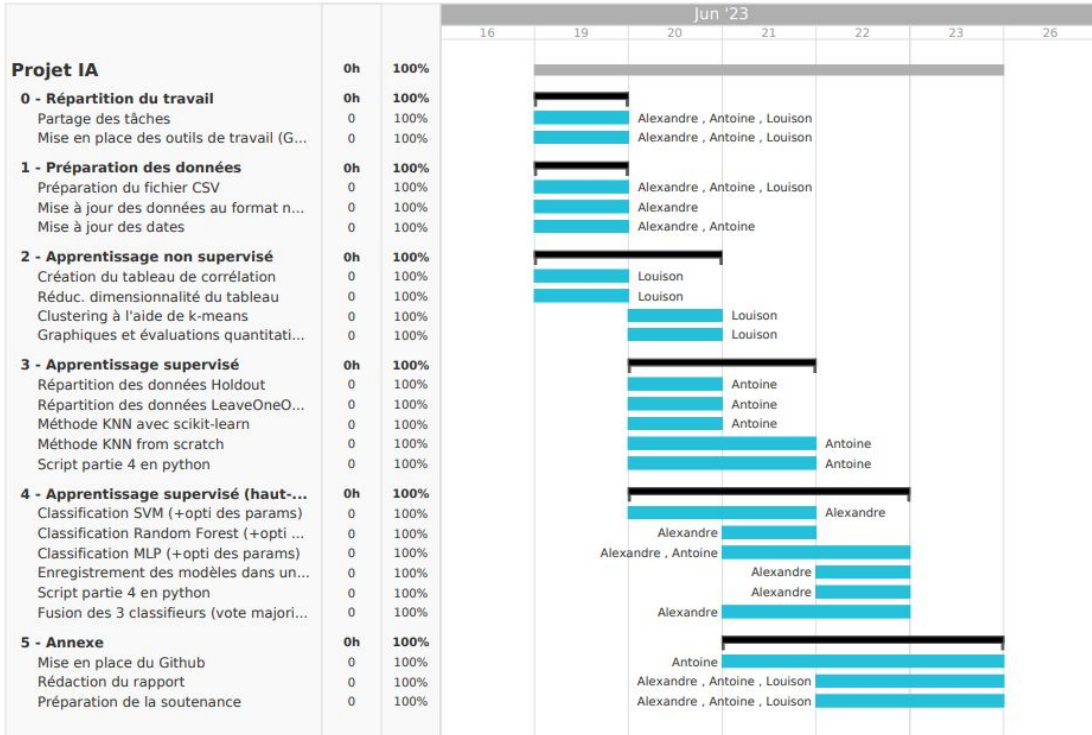 Jun '23
16 19 20 21 22 23 26
Projet IA 0h 100%
0 - Répartition du travail 0h 100%
Partage des tâches 0 100% Alexandre , Antoine , Louison
Mise en place des outils de travail (G... 0 100% Alexandre , Antoine , Louison
1 - Préparation des données 0h 100%
Préparation du fichier CSV 0 100% Alexandre , Antoine , Louison
Mise à jour des données au format n... 0 100% Alexandre
Mise à jour des dates 0 100% Alexandre , Antoine
2 - Apprentissage non supervisé 0h 100%
Création du tableau de corrélation 0 100% Louison
Réduc. dimensionnalité du tableau 0 100% Louison
Clustering à l'aide de k-means 0 100% Louison
Graphiques et évaluations quantitati... 0 100% Louison
3 - Apprentissage supervisé 0h 100%
Répartition des données Holdout 0 100% Antoine
Répartition des données LeaveOneO... 0 100% Antoine
Méthode KNN avec scikit-learn 0 100% Antoine
Méthode KNN from scratch 0 100% Antoine
Script partie 4 en python 0 100% Antoine
4 - Apprentissage supervisé (haut-... 0h 100%
Classification SVM (+opti des params) 0 100% Alexandre
Classification Random Forest (+opti ... 0 100% Alexandre
Classification MLP (+opti des params) 0 100% Alexandre , Antoine
Enregistrement des modèles dans un... 0 100% Alexandre
Script partie 4 en python 0 100% Alexandre
Fusion des 3 classifieurs (vote majori... 0 100% Alexandre
5 - Annexe 0h 100%
Mise en place du Github 0 100% Antoine
Rédaction du rapport 0 100% Alexandre , Antoine , Louison
Préparation de la soutenance 0 100% Alexandre , Antoine , Louison